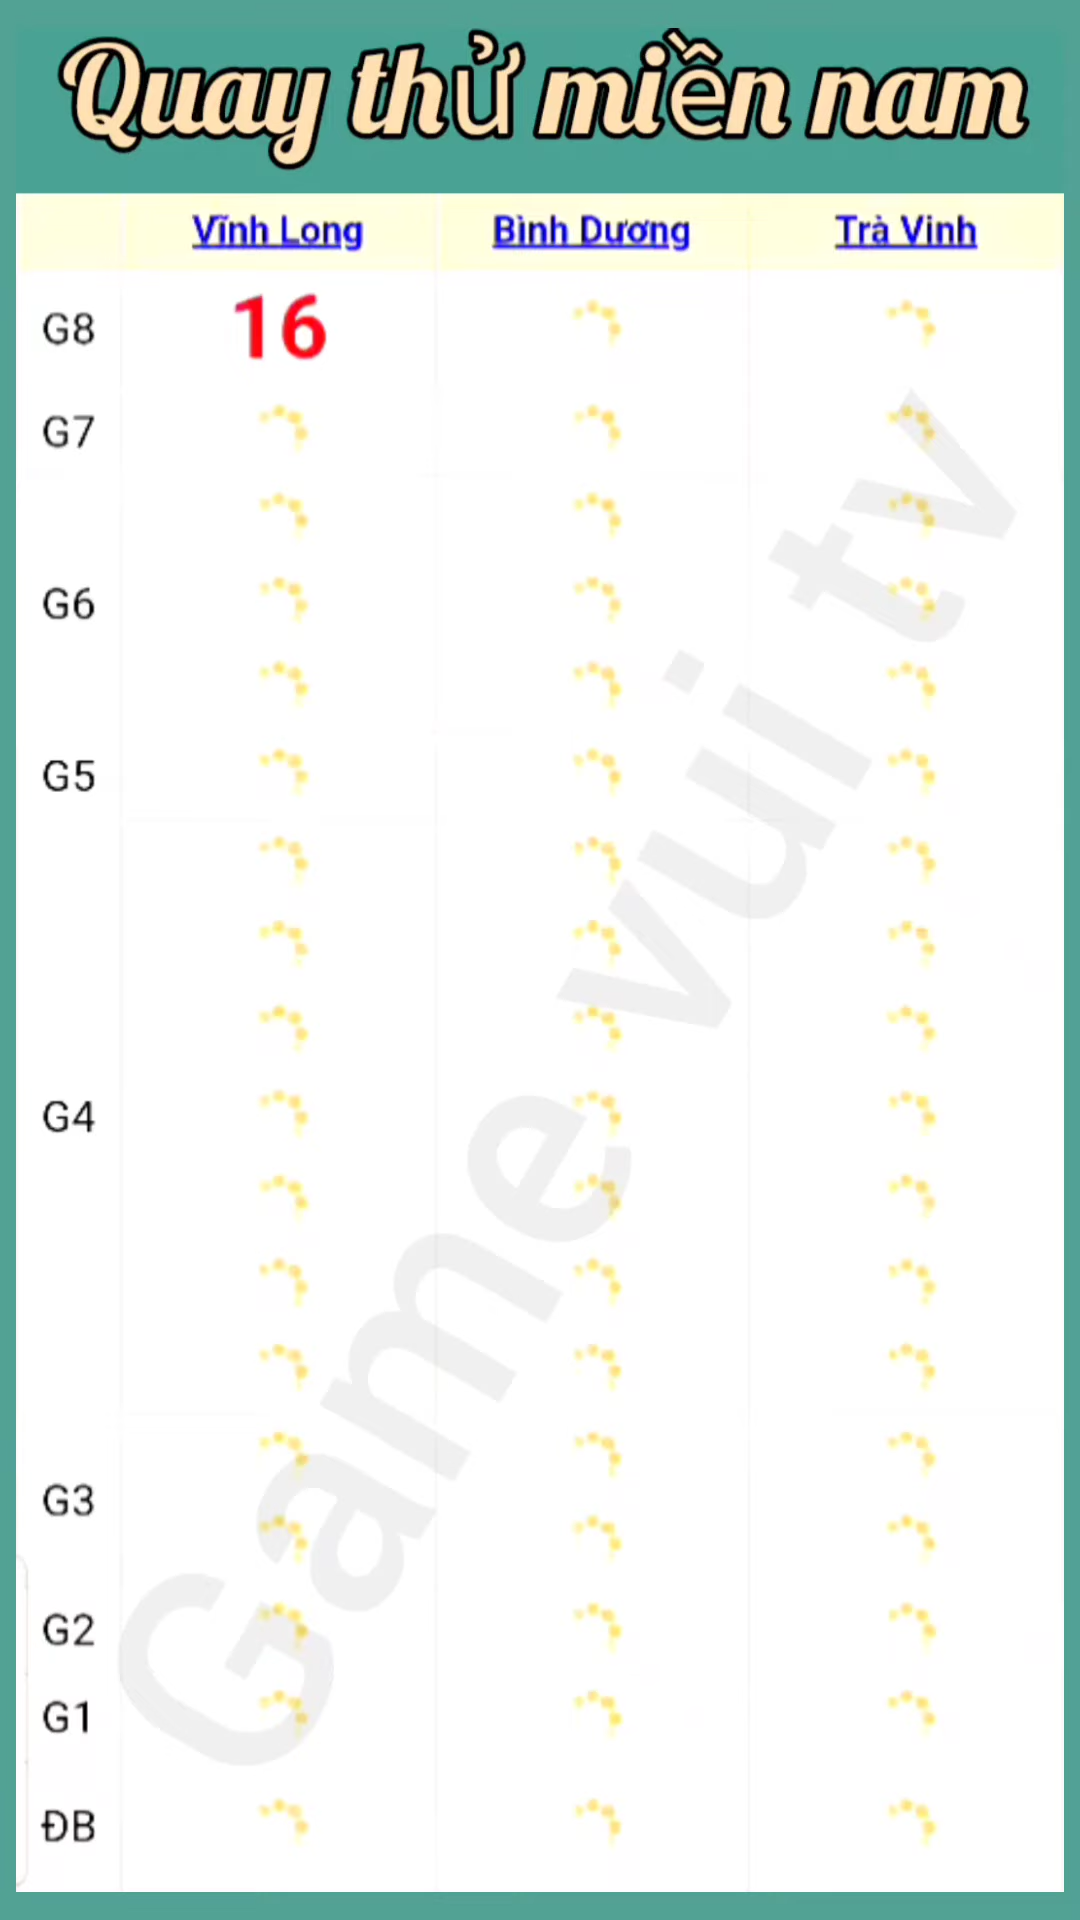 Quay thử miền nam
Vĩnh Long Bình Dương Trà Vinh
G8 16
G7
G6
G5
G4
G3
G2
G1
ĐB
Game vui tv